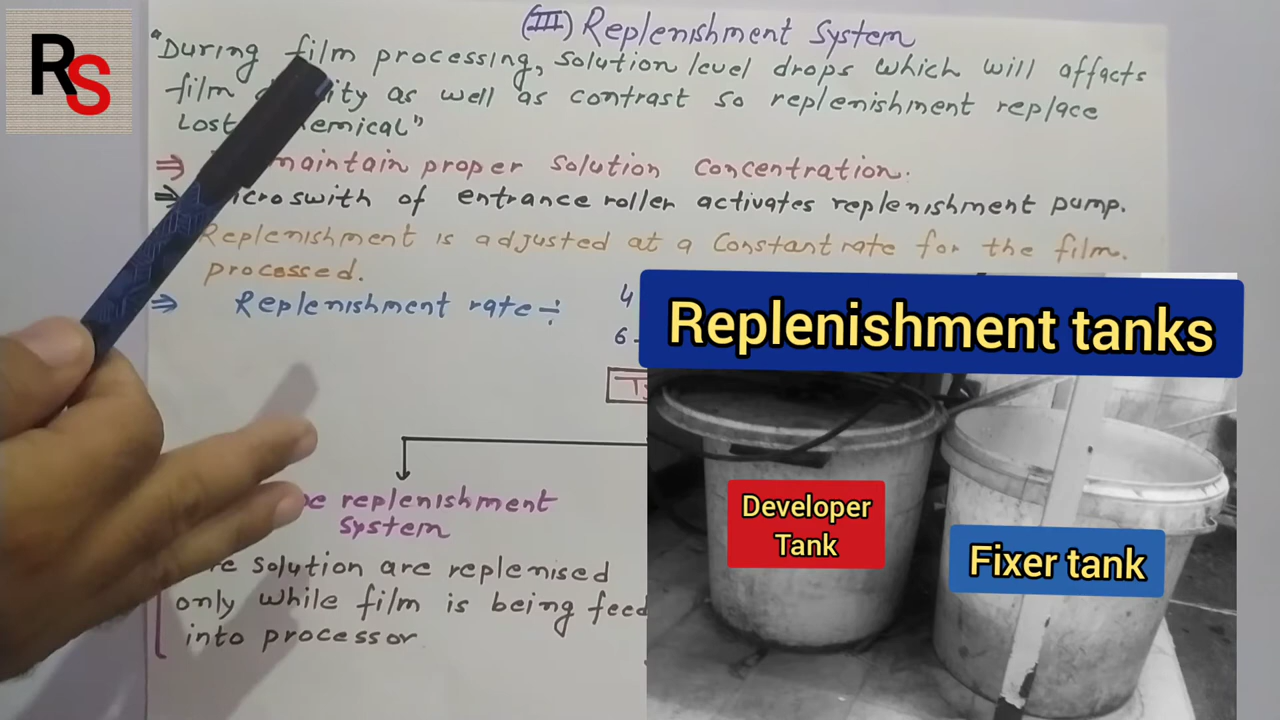 RS
(III) Replenishment System
"During film processing, solution level drops which will affacts
film ity as well as contrast so replenishment replace
Lost emical"
⇒ maintain proper solution concentration.
⇒ icroswith of entrance roller activates replenishment pump.
Replenishment is adjusted at a constant rate for the film.
processed.
⇒ Replenishment rate÷
4
6-
Replenishment tanks
replenishment
system
solution are replenised
only while film is being feed
into processor
Developer
Tank
Fixer tank